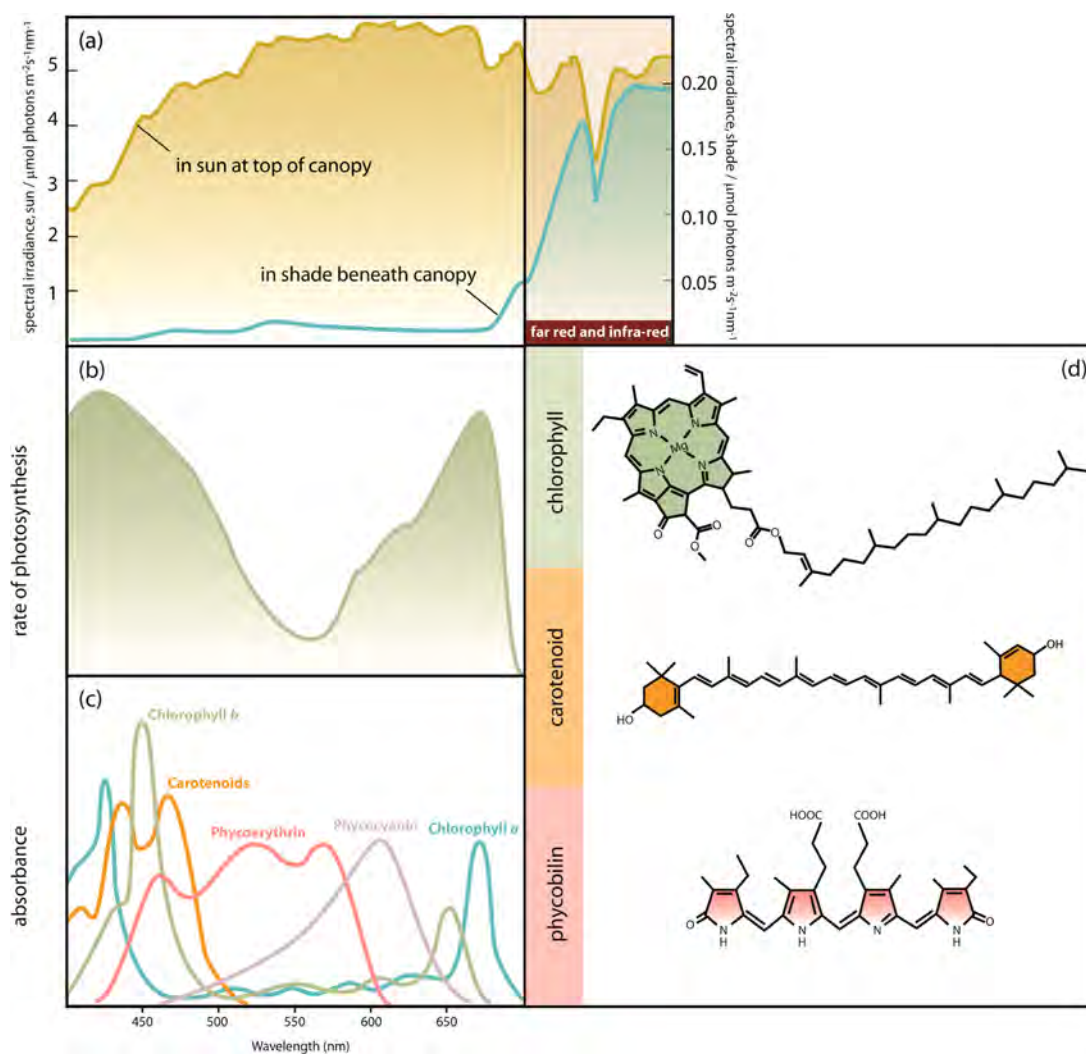 (a)
spectral irradiance, sun / μmol photons m⁻²s⁻¹nm⁻¹
5
4
3
2
1
in sun at top of canopy
in shade beneath canopy
far red and infra-red
0.20
0.15
0.10
0.05
spectral irradiance, shade / μmol photons m⁻²s⁻¹nm⁻¹
(b)
rate of photosynthesis
(c)
absorbance
Chlorophyll b
Carotenoids
Phycoerythrin
Phycocyanin
Chlorophyll a
450
500
550
600
650
Wavelength (nm)
(d)
chlorophyll
N
N
Mg
N
N
O
O
O
O
O
carotenoid
OH
HO
phycobilin
HOOC
COOH
O
N
H
N
H
N
N
H
O